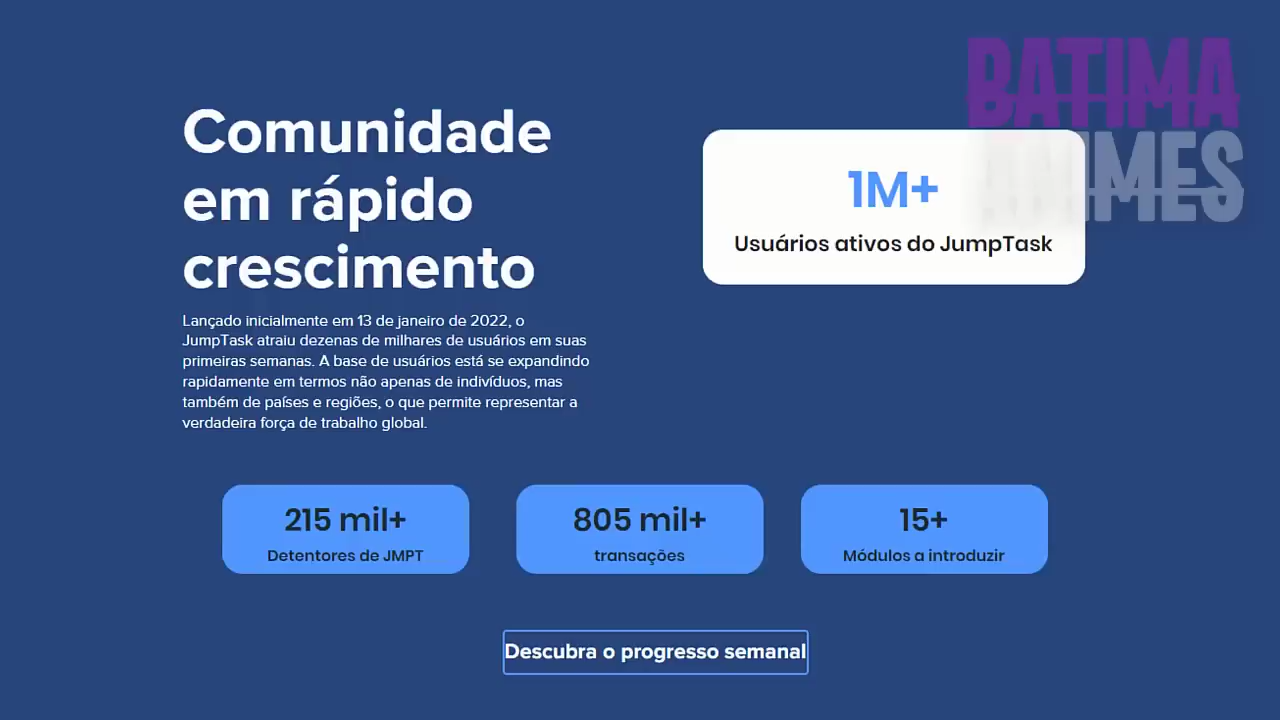 BATIMA
ANIMES
Comunidade
em rápido
crescimento
1M+
Usuários ativos do JumpTask
Lançado inicialmente em 13 de janeiro de 2022, o
JumpTask atraiu dezenas de milhares de usuários em suas
primeiras semanas. A base de usuários está se expandindo
rapidamente em termos não apenas de indivíduos, mas
também de países e regiões, o que permite representar a
verdadeira força de trabalho global.
215 mil+
Detentores de JMPT
805 mil+
transações
15+
Módulos a introduzir
Descubra o progresso semanal